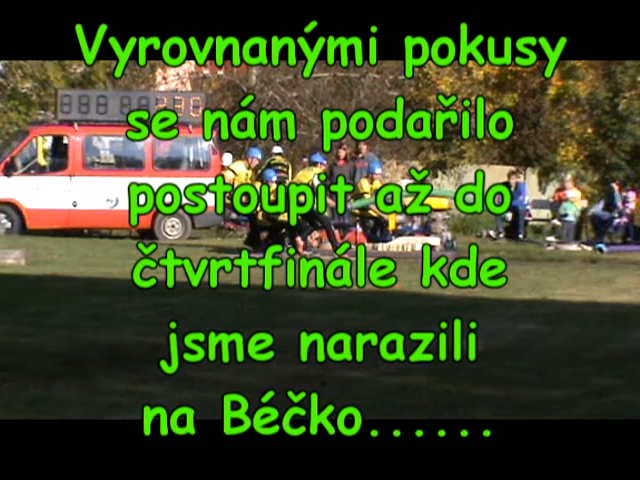 Vyrovnanými pokusy
se nám podařilo
postoupit až do
čtvrtfinále kde
jsme narazili
na Béčko......